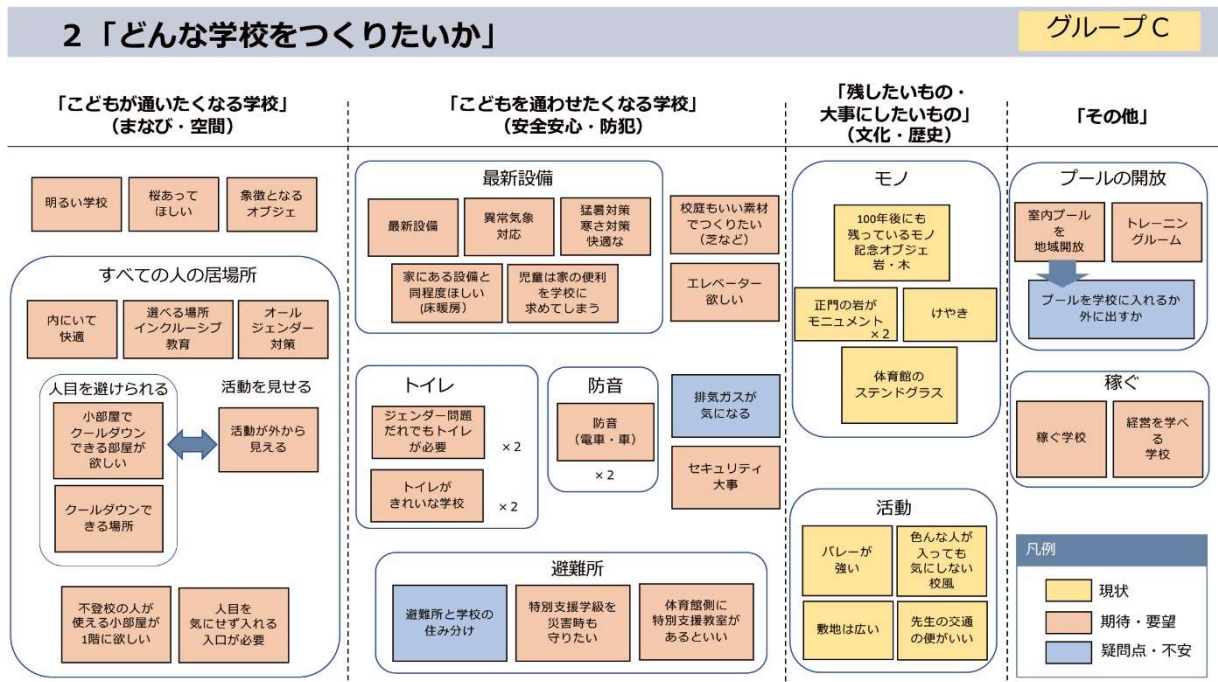 2「どんな学校をつくりたいか」
グループC
「こどもが通いたくなる学校」
(まなび・空間)
明るい学校
桜あって
ほしい
象徴となる
オブジェ
すべての人の居場所
内にいて
快適
選べる場所
インクルーシブ
教育
オール
ジェンダー
対策
人目を避けられる
小部屋で
クールダウン
できる部屋が
欲しい
クールダウンで
きる場所
活動を見せる
活動が外から
見える
不登校の人が
使える小部屋が
1階に欲しい
人目を
気にせず入れる
入口が必要
「こどもを通わせたくなる学校」
(安全安心・防犯)
最新設備
最新設備
異常気象
対応
猛暑対策
寒さ対策
快適な
家にある設備と
同程度ほしい
(床暖房)
児童は家の便利
を学校に
求めてしまう
校庭もいい素材
でつくりたい
(芝など)
エレベーター
欲しい
トイレ
ジェンダー問題
だれでもトイレ
が必要
×2
トイレが
きれいな学校
×2
防音
防音
(電車・車)
×2
排気ガスが
気になる
セキュリティ
大事
避難所
避難所と学校の
住み分け
特別支援学級を
災害時も
守りたい
体育館側に
特別支援教室が
あるといい
「残したいもの・
大事にしたいもの」
(文化・歴史)
モノ
100年後にも
残っているモノ
記念オブジェ
岩・木
正門の岩が
モニュメント
×2
けやき
体育館の
ステンドグラス
活動
バレーが
強い
色んな人が
入っても
気にしない
校風
敷地は広い
先生の交通
の便がいい
「その他」
プールの開放
室内プール
を
地域開放
トレーニン
グルーム
プールを学校に入れるか
外に出すか
稼ぐ
稼ぐ学校
経営を学べ
る
学校
凡例
現状
期待・要望
疑問点・不安